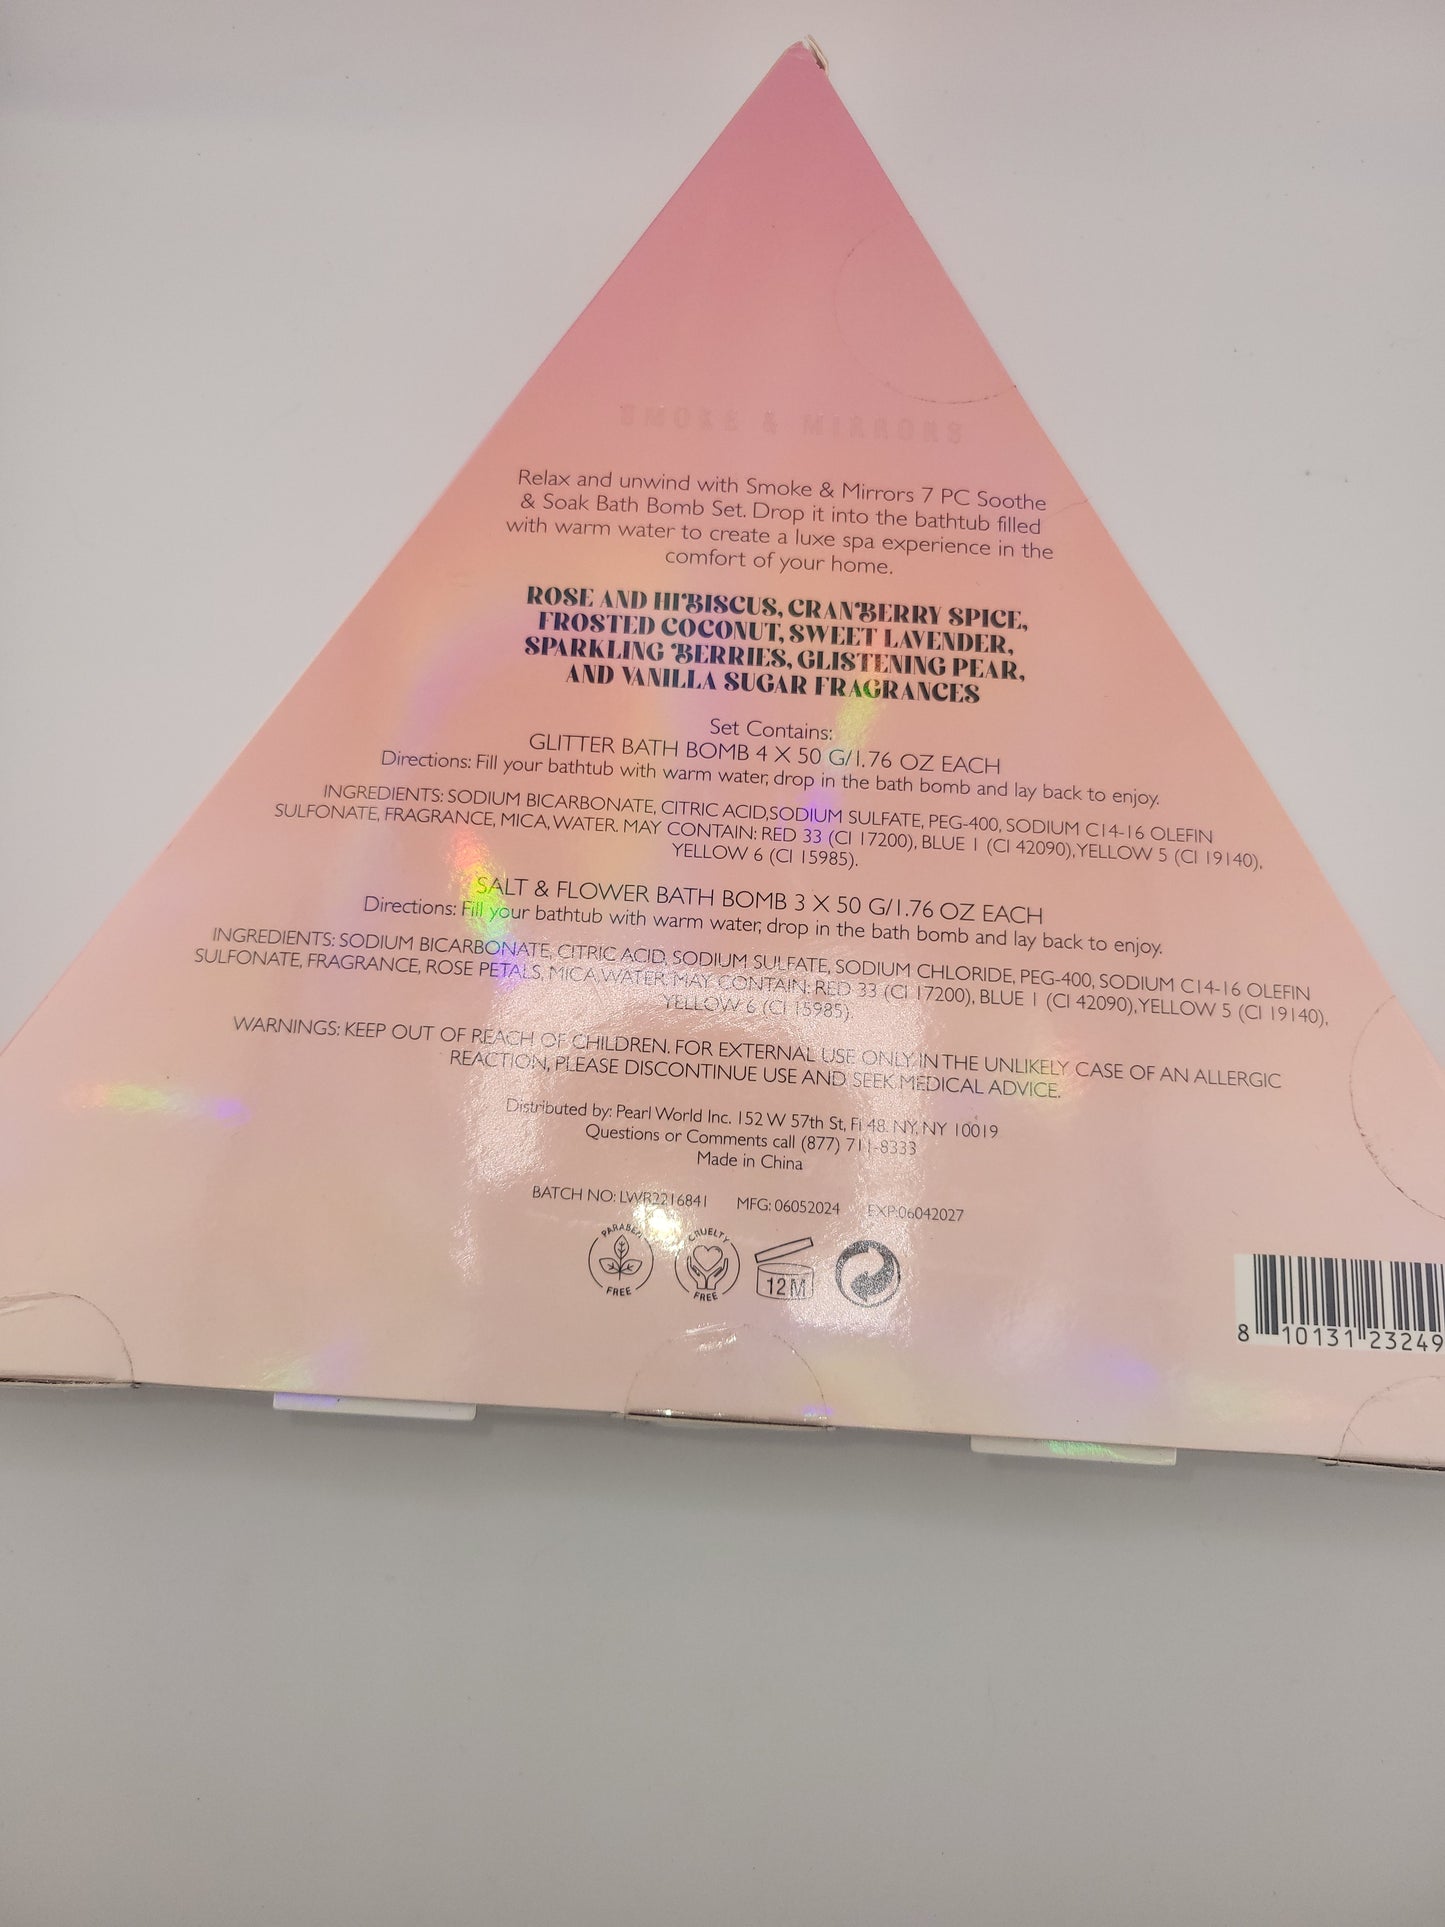 SMOKE & MIRRORS
Relax and unwind with Smoke & Mirrors 7 PC Soothe
& Soak Bath Bomb Set. Drop it into the bathtub filled
with warm water to create a luxe spa experience in the
comfort of your home.
ROSE AND HIBISCUS, CRANBERRY SPICE,
FROSTED COCONUT, SWEET LAVENDER,
SPARKLING BERRIES, GLISTENING PEAR,
AND VANILLA SUGAR FRAGRANCES
Set Contains:
GLITTER BATH BOMB 4 X 50 G/1.76 OZ EACH
Directions: Fill your bathtub with warm water, drop in the bath bomb and lay back to enjoy.
INGREDIENTS: SODIUM BICARBONATE, CITRIC ACID,SODIUM SULFATE, PEG-400, SODIUM C14-16 OLEFIN
SULFONATE, FRAGRANCE, MICA, WATER. MAY CONTAIN: RED 33 (CI 17200), BLUE 1 (CI 42090), YELLOW 5 (CI 19140),
YELLOW 6 (CI 15985).
SALT & FLOWER BATH BOMB 3 X 50 G/1.76 OZ EACH
Directions: Fill your bathtub with warm water, drop in the bath bomb and lay back to enjoy.
INGREDIENTS: SODIUM BICARBONATE, CITRIC ACID, SODIUM SULFATE, SODIUM CHLORIDE, PEG-400, SODIUM C14-16 OLEFIN
SULFONATE, FRAGRANCE, ROSE PETALS, MICA, WATER. MAY CONTAIN: RED 33 (CI 17200), BLUE 1 (CI 42090), YELLOW 5 (CI 19140),
YELLOW 6 (CI 15985).
WARNINGS: KEEP OUT OF REACH OF CHILDREN. FOR EXTERNAL USE ONLY. IN THE UNLIKELY CASE OF AN ALLERGIC
REACTION, PLEASE DISCONTINUE USE AND SEEK MEDICAL ADVICE.
Distributed by: Pearl World Inc. 152 W 57th St, Fl 48. NY, NY 10019
Questions or Comments call (877) 711-8333
Made in China
BATCH NO: LWR2216841 MFG: 06052024 EXP:06042027
PARABEN FREE CRUELTY FREE 12 M
8 10131 23249